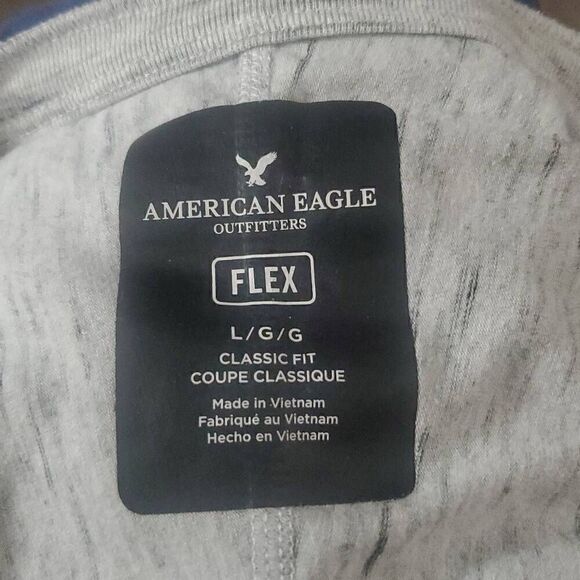 AMERICAN EAGLE
OUTFITTERS
FLEX
L/G/G
CLASSIC FIT
COUPE CLASSIQUE
Made in Vietnam
Fabriqué au Vietnam
Hecho en Vietnam